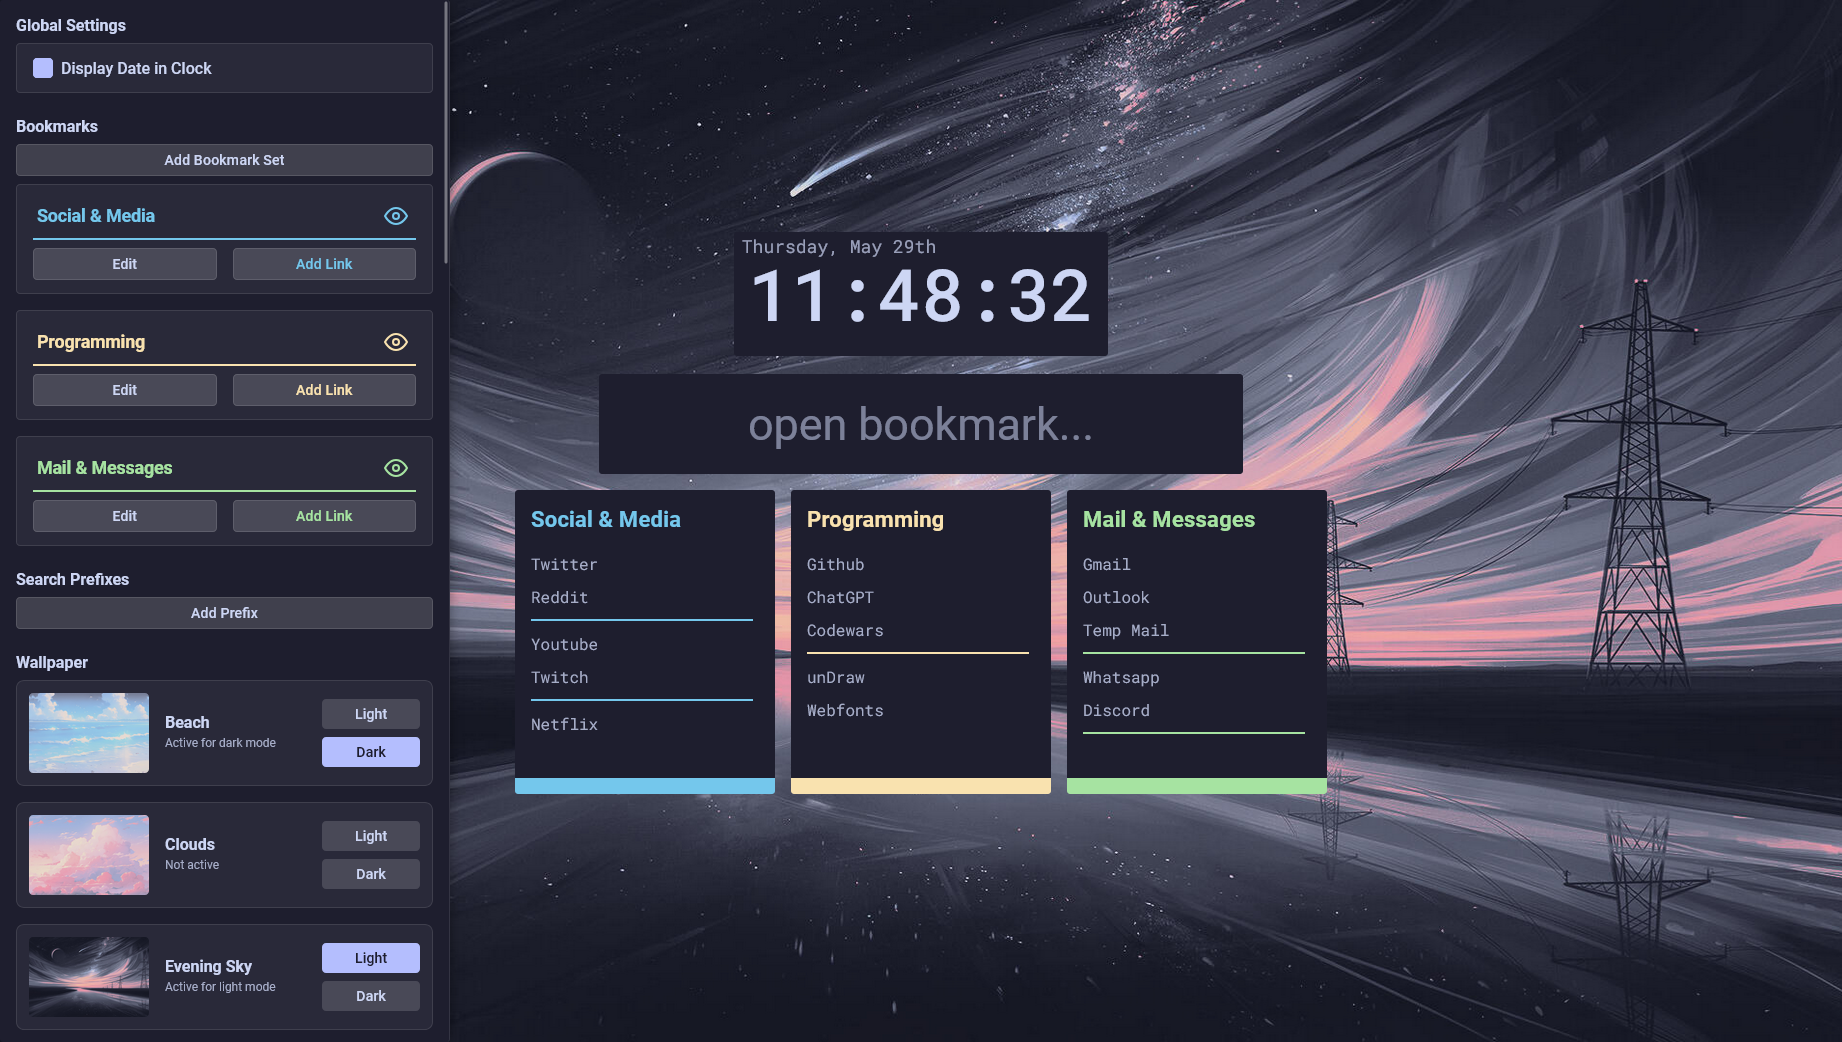 Global Settings
Display Date in Clock
Bookmarks
Add Bookmark Set
Social & Media
Edit
Add Link
Programming
Edit
Add Link
Mail & Messages
Edit
Add Link
Search Prefixes
Add Prefix
Wallpaper
Beach
Active for dark mode
Light
Dark
Clouds
Not active
Light
Dark
Evening Sky
Active for light mode
Light
Dark
Thursday, May 29th
11:48:32
open bookmark...
Social & Media
Twitter
Reddit
Youtube
Twitch
Netflix
Programming
Github
ChatGPT
Codewars
unDraw
Webfonts
Mail & Messages
Gmail
Outlook
Temp Mail
Whatsapp
Discord